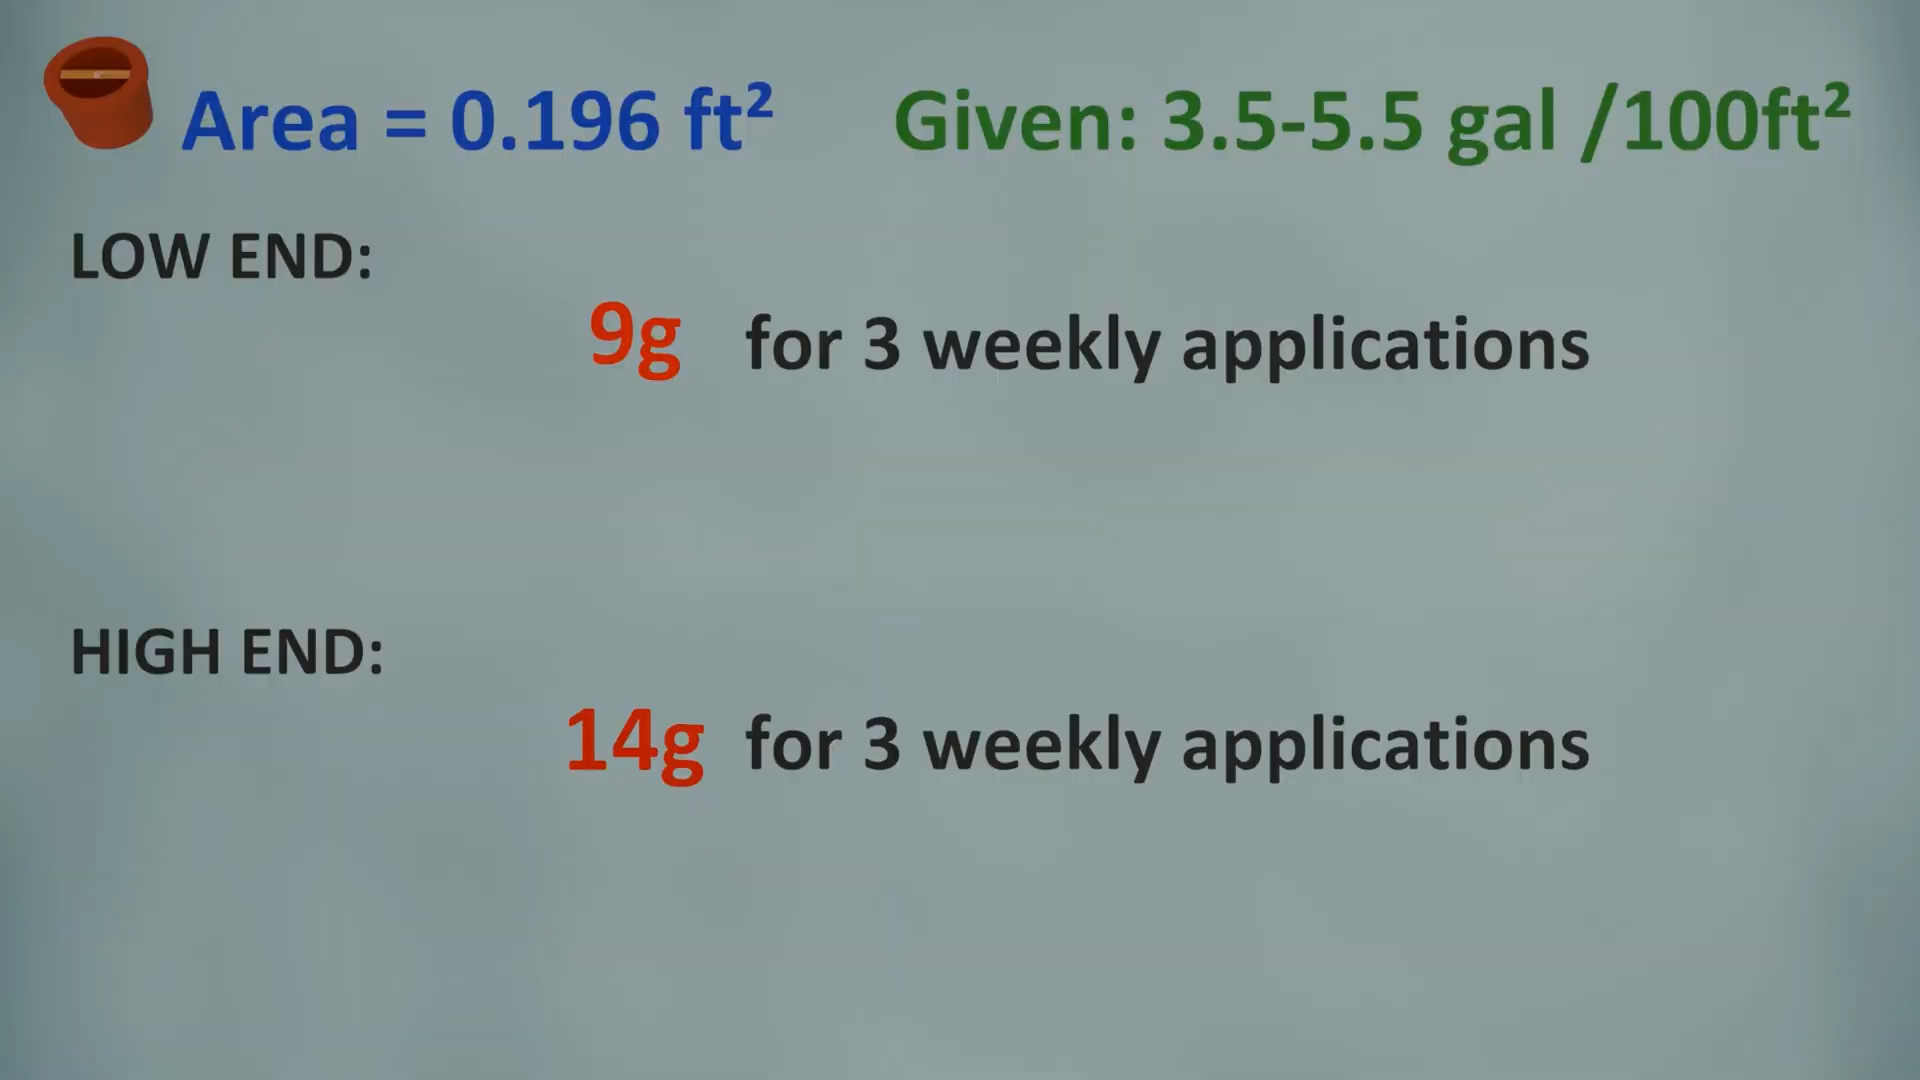 Area = 0.196 ft² Given: 3.5-5.5 gal /100ft²
LOW END:
9g for 3 weekly applications
HIGH END:
14g for 3 weekly applications